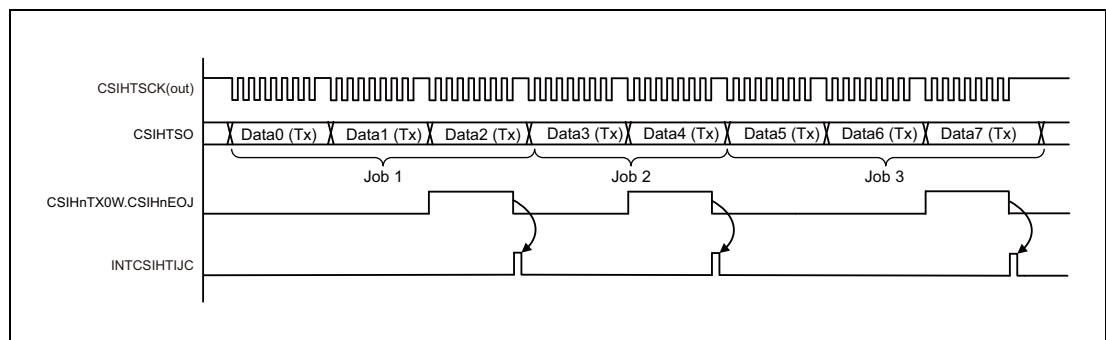 CSIHTSCK(out)
CSIHTSO
Data0 (Tx) Data1 (Tx) Data2 (Tx) Data3 (Tx) Data4 (Tx) Data5 (Tx) Data6 (Tx) Data7 (Tx)
Job 1 Job 2 Job 3
CSIHnTX0W.CSIHnEOJ
INTCSIHTIJC